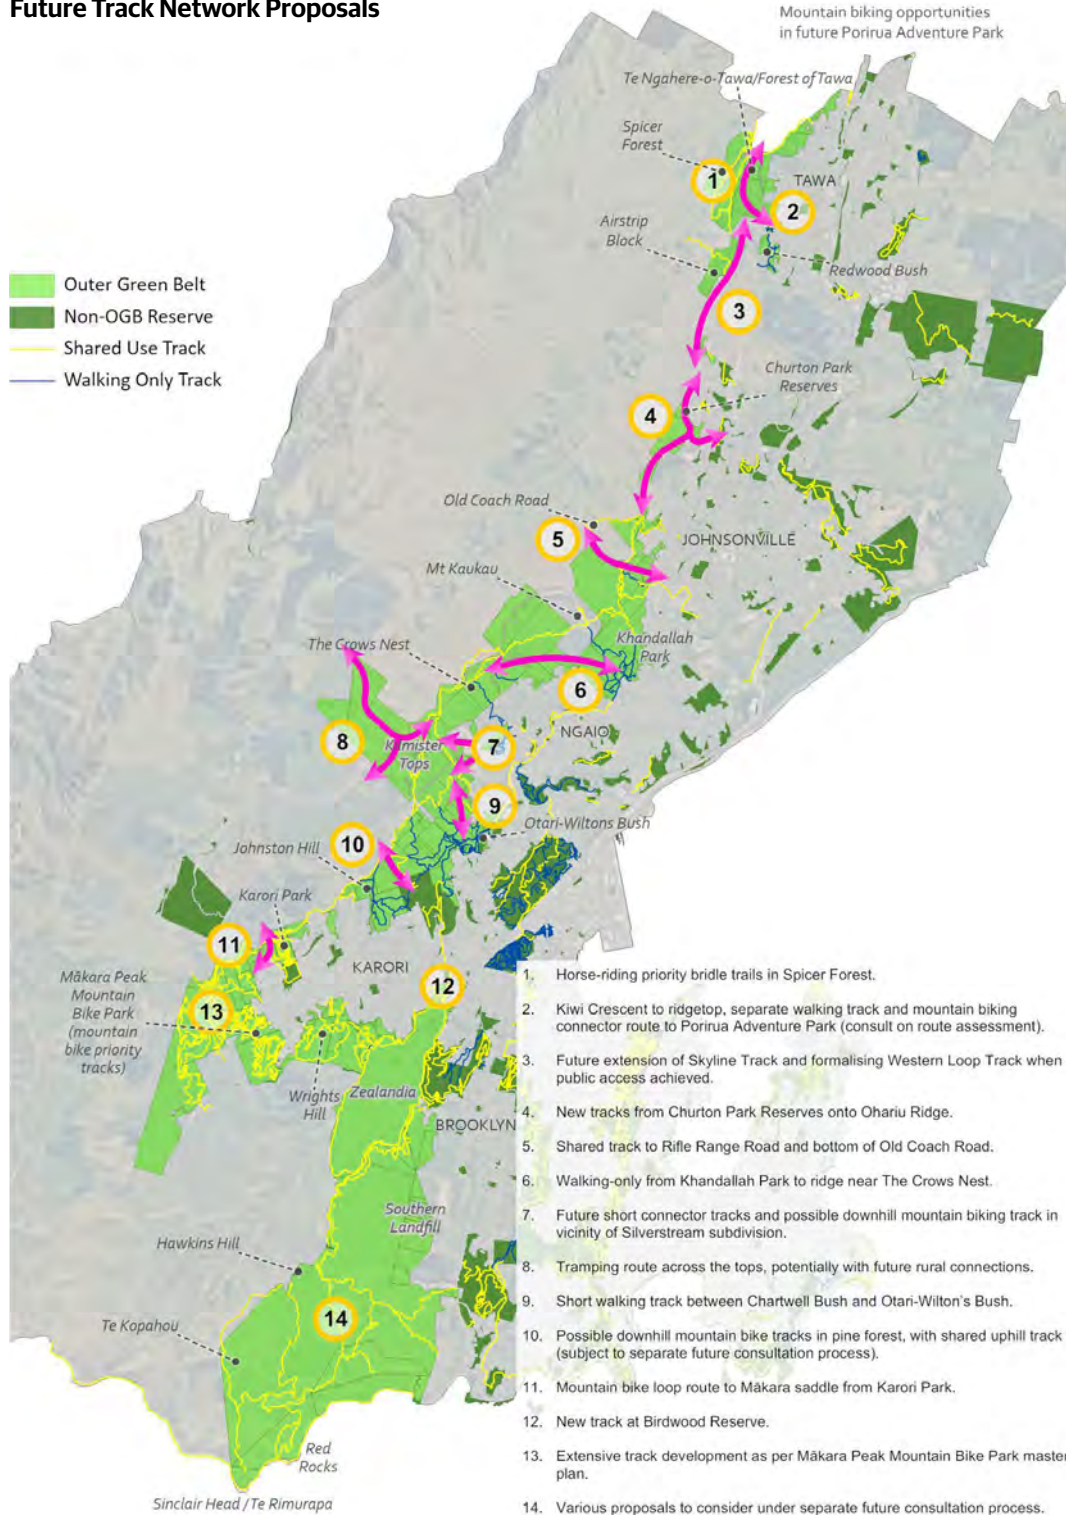 Future Track Network Proposals
Mountain biking opportunities
in future Porirua Adventure Park
Te Ngahere-o-Tawa/Forest of Tawa
Spicer
Forest
1
TAWA
2
Airstrip
Block
Redwood Bush
Outer Green Belt
Non-OGB Reserve
Shared Use Track
Walking Only Track
3
Churton Park
Reserves
4
Old Coach Road
5
JOHNSONVILLE
Mt Kaukau
The Crows Nest
Khandallah
Park
6
NGAIO
8
Kilmister
Tops
7
9
Otari-Wiltons Bush
10
Johnston Hill
Karori Park
11
KARORI
12
Mākara Peak
Mountain
Bike Park
(mountain
bike priority
tracks)
13
Wrights
Hill
Zealandia
BROOKLYN
Southern
Landfill
Hawkins Hill
14
Te Kopahou
Red
Rocks
Sinclair Head /Te Rimurapa
1. Horse-riding priority bridle trails in Spicer Forest.
2. Kiwi Crescent to ridgetop, separate walking track and mountain biking
connector route to Porirua Adventure Park (consult on route assessment).
3. Future extension of Skyline Track and formalising Western Loop Track when
public access achieved.
4. New tracks from Churton Park Reserves onto Ohariu Ridge.
5. Shared track to Rifle Range Road and bottom of Old Coach Road.
6. Walking-only from Khandallah Park to ridge near The Crows Nest.
7. Future short connector tracks and possible downhill mountain biking track in
vicinity of Silverstream subdivision.
8. Tramping route across the tops, potentially with future rural connections.
9. Short walking track between Chartwell Bush and Otari-Wilton's Bush.
10. Possible downhill mountain bike tracks in pine forest, with shared uphill track
(subject to separate future consultation process).
11. Mountain bike loop route to Mākara saddle from Karori Park.
12. New track at Birdwood Reserve.
13. Extensive track development as per Mākara Peak Mountain Bike Park master
plan.
14. Various proposals to consider under separate future consultation process.